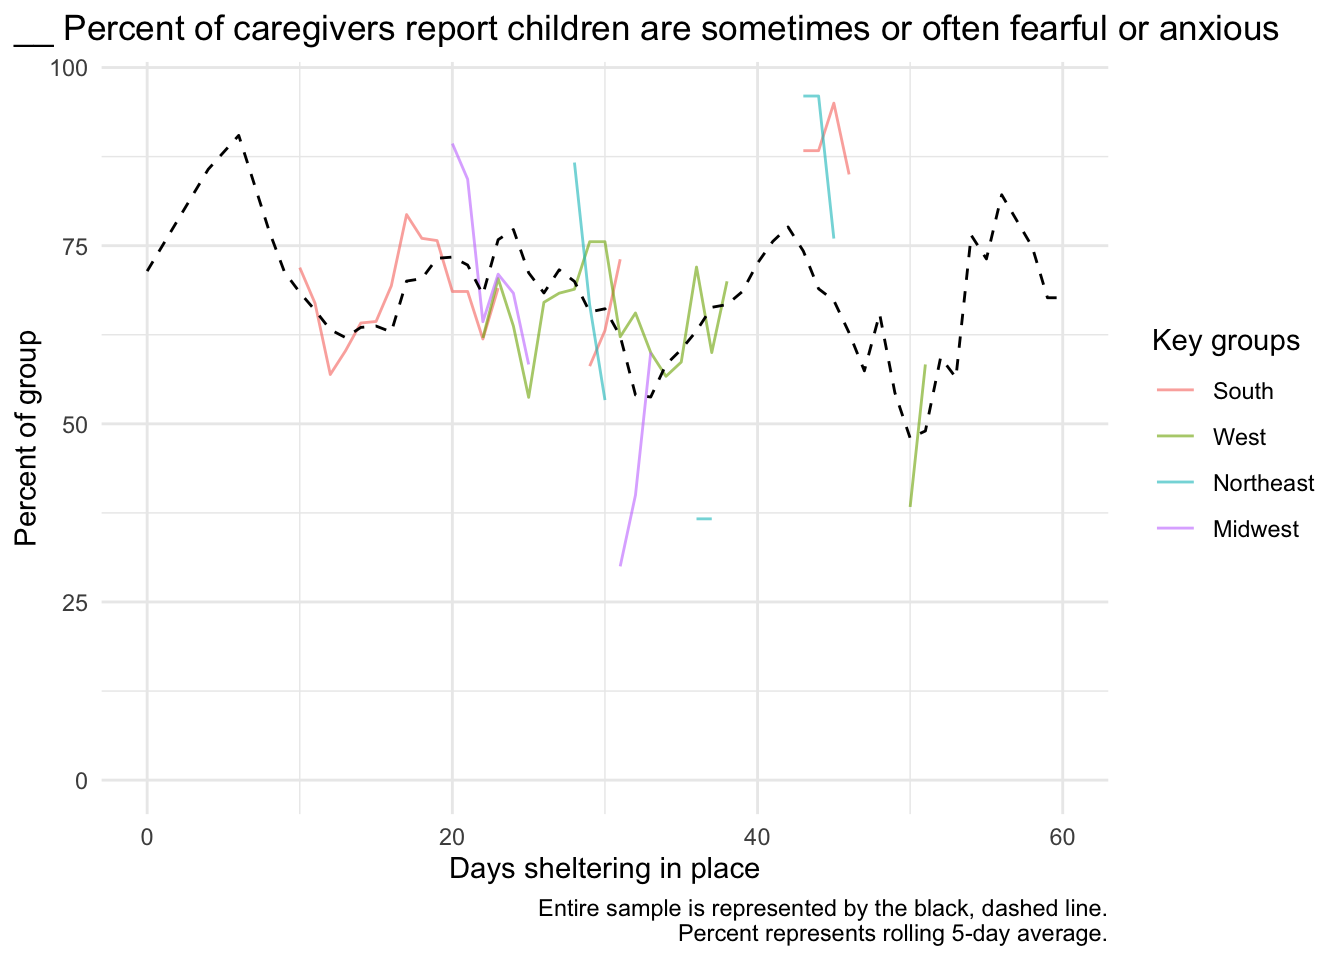 __ Percent of caregivers report children are sometimes or often fearful or anxious
100
75
50
25
0
Percent of group
0 20 40 60
Days sheltering in place
Key groups
South
West
Northeast
Midwest
Entire sample is represented by the black, dashed line.
Percent represents rolling 5-day average.